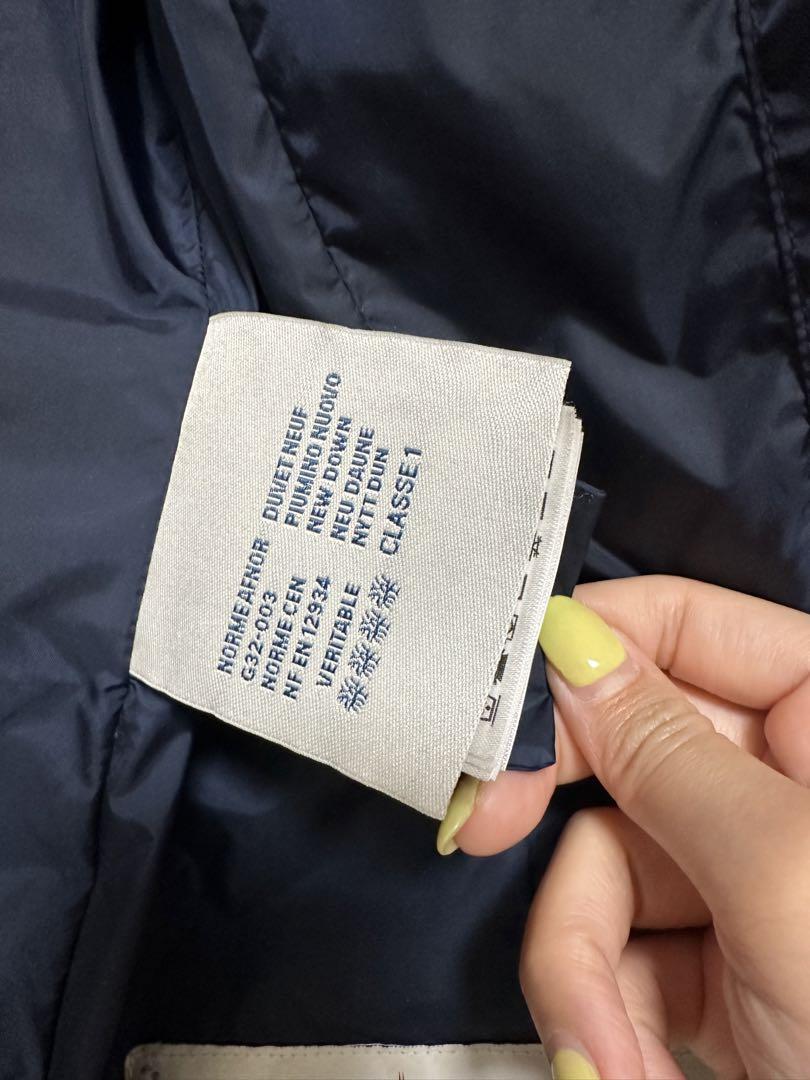 NORME AFNOR
G32-003
NORME CEN
NF EN 12934
VERITABLE
DUVET NEUF
PIUMINO NUOVO
NEW DOWN
NEU DAUNE
NYTT DUN
CLASSE 1